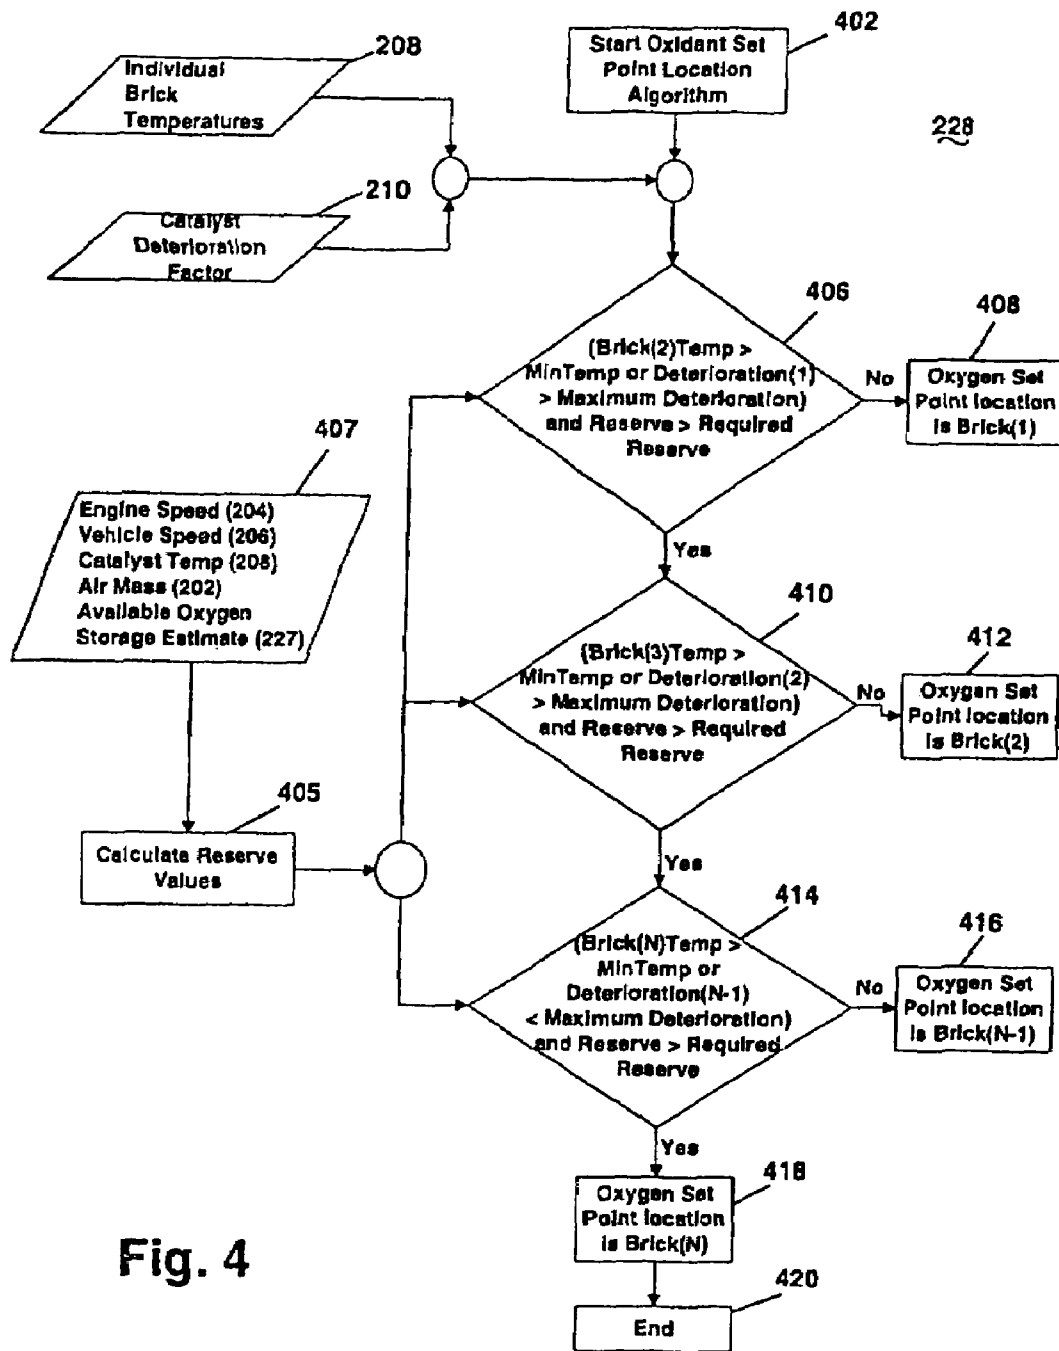 208
Individual
Brick
Temperatures
402
Start Oxidant Set
Point Location
Algorithm
228
210
Catalyst
Deterioration
Factor
406
(Brick(2)Temp >
MinTemp or Deterioration(1)
> Maximum Deterioration)
and Reserve > Required
Reserve
No
408
Oxygen Set
Point location
is Brick(1)
Yes
407
Engine Speed (204)
Vehicle Speed (206)
Catalyst Temp (208)
Air Mass (202)
Available Oxygen
Storage Estimate (227)
410
(Brick(3)Temp >
MinTemp or Deterioration(2)
> Maximum Deterioration)
and Reserve > Required
Reserve
No
412
Oxygen Set
Point location
is Brick(2)
Yes
405
Calculate Reserve
Values
414
(Brick(N)Temp >
MinTemp or
Deterioration(N-1)
< Maximum Deterioration)
and Reserve > Required
Reserve
No
416
Oxygen Set
Point location
is Brick(N-1)
Yes
418
Oxygen Set
Point location
is Brick(N)
420
End
Fig. 4